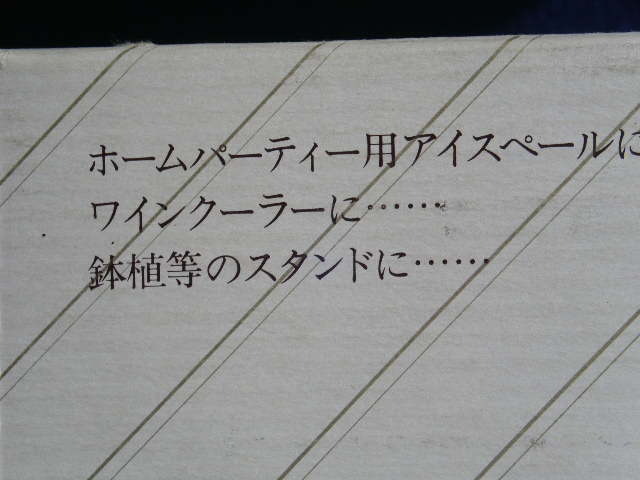 ホームパーティー用アイスペールに
ワインクーラーに……
鉢植等のスタンドに……